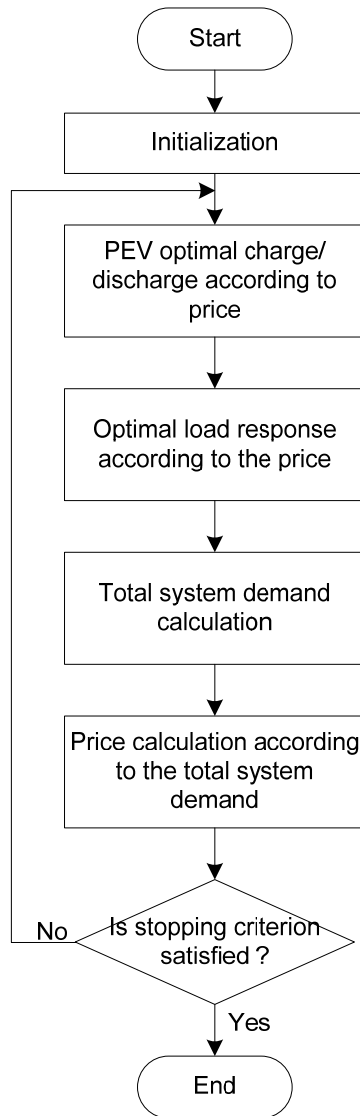 Start
Initialization
PEV optimal charge/
discharge according to
price
Optimal load response
according to the price
Total system demand
calculation
Price calculation according
to the total system
demand
Is stopping criterion
satisfied ?
No
Yes
End